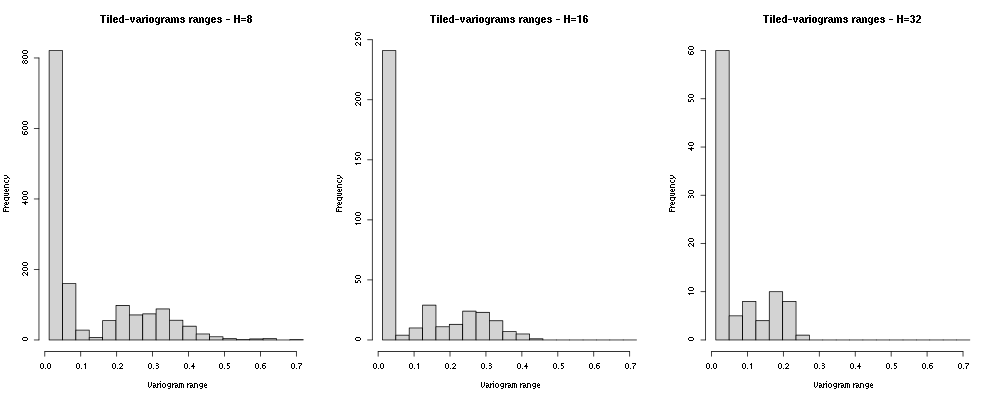 Tiled-variograms ranges - H=8
Frequency
800
600
400
200
0
0.0 0.1 0.2 0.3 0.4 0.5 0.6 0.7
Variogram range
Tiled-variograms ranges - H=16
Frequency
250
200
150
100
50
0
0.0 0.1 0.2 0.3 0.4 0.5 0.6 0.7
Variogram range
Tiled-variograms ranges - H=32
Frequency
60
50
40
30
20
10
0
0.0 0.1 0.2 0.3 0.4 0.5 0.6 0.7
Variogram range